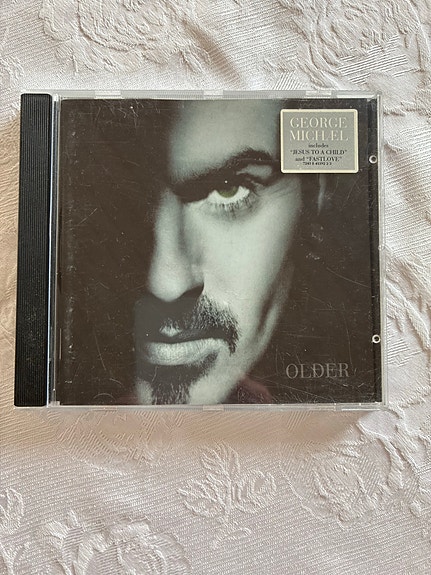 GEORGE
MICHAEL
includes
"JESUS TO A CHILD"
and "FASTLOVE"
OLDER